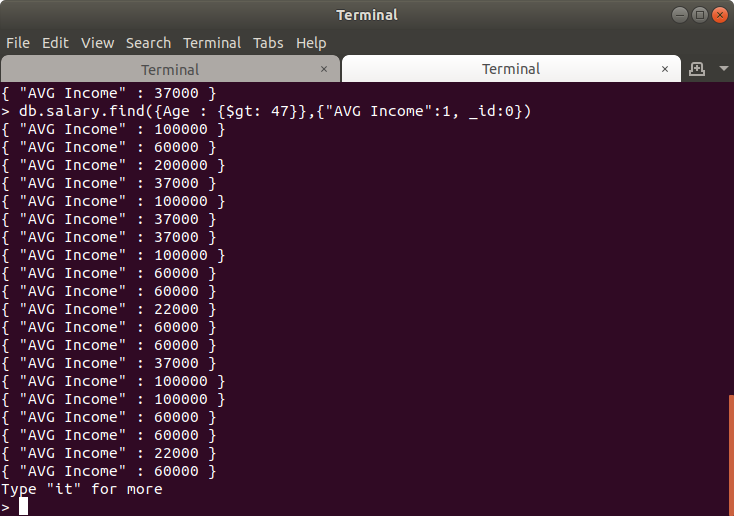 Terminal
File Edit View Search Terminal Tabs Help
Terminal × Terminal ×
{ "AVG Income" : 37000 }
> db.salary.find({Age : {$gt: 47}},{"AVG Income":1, _id:0})
{ "AVG Income" : 100000 }
{ "AVG Income" : 60000 }
{ "AVG Income" : 200000 }
{ "AVG Income" : 37000 }
{ "AVG Income" : 100000 }
{ "AVG Income" : 37000 }
{ "AVG Income" : 37000 }
{ "AVG Income" : 100000 }
{ "AVG Income" : 60000 }
{ "AVG Income" : 60000 }
{ "AVG Income" : 22000 }
{ "AVG Income" : 60000 }
{ "AVG Income" : 60000 }
{ "AVG Income" : 37000 }
{ "AVG Income" : 100000 }
{ "AVG Income" : 100000 }
{ "AVG Income" : 60000 }
{ "AVG Income" : 60000 }
{ "AVG Income" : 22000 }
{ "AVG Income" : 60000 }
Type "it" for more
>